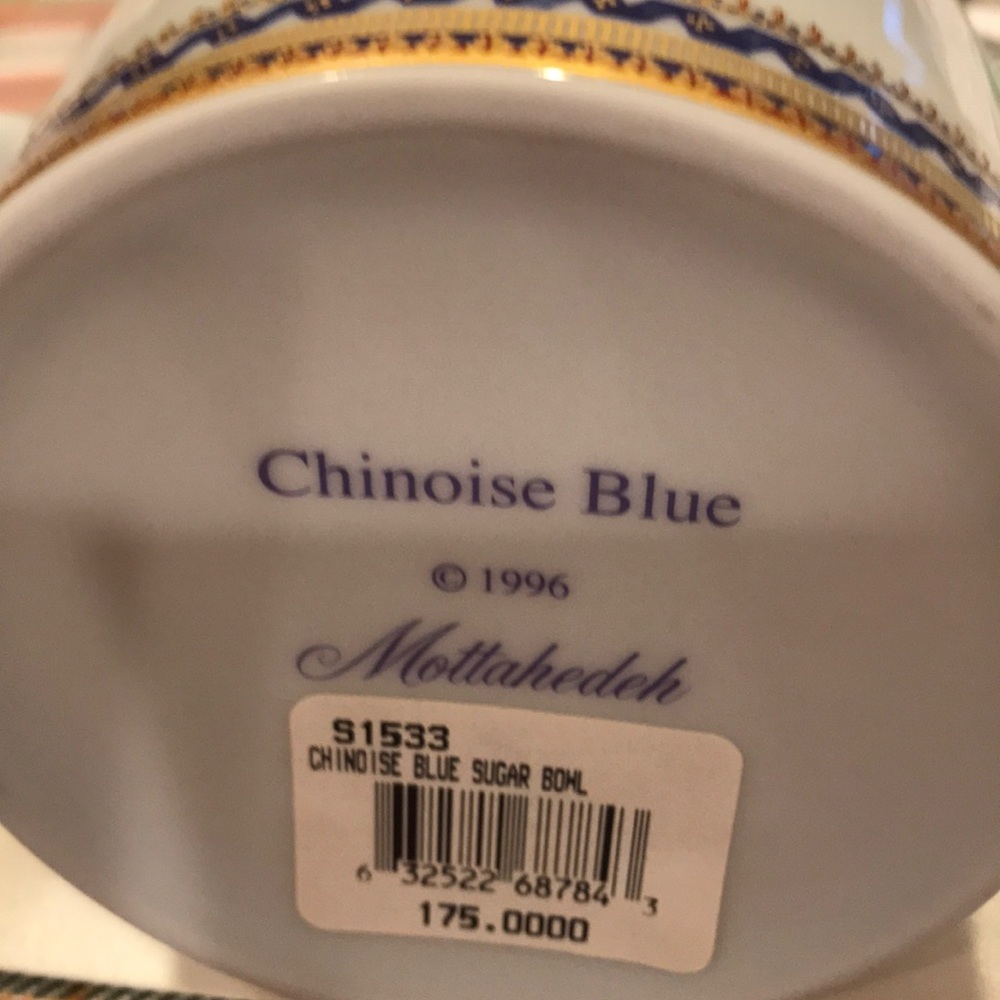 Chinoise Blue
© 1996
Mottahedeh
S1533
CHINOISE BLUE SUGAR BOWL
6 32522 68784 3
175.0000